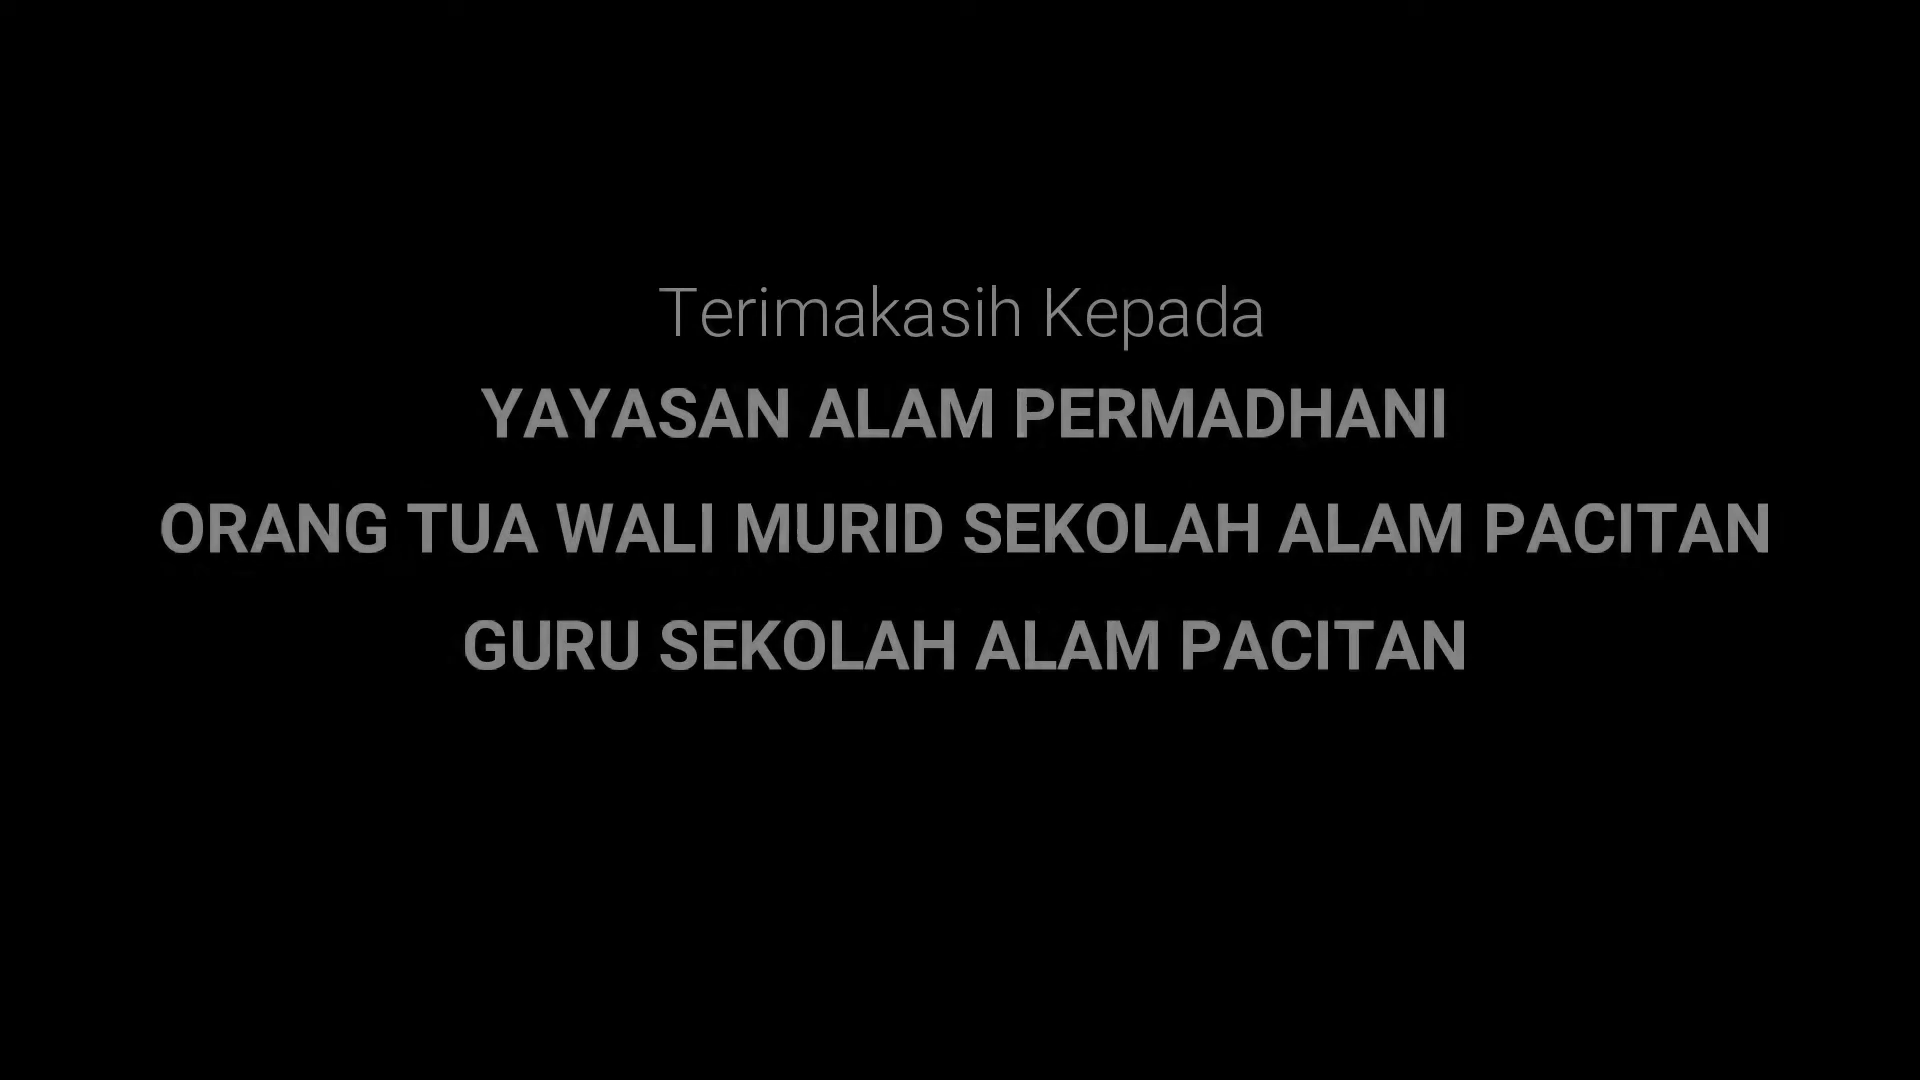 Terimakasih Kepada
YAYASAN ALAM PERMADHANI
ORANG TUA WALI MURID SEKOLAH ALAM PACITAN
GURU SEKOLAH ALAM PACITAN